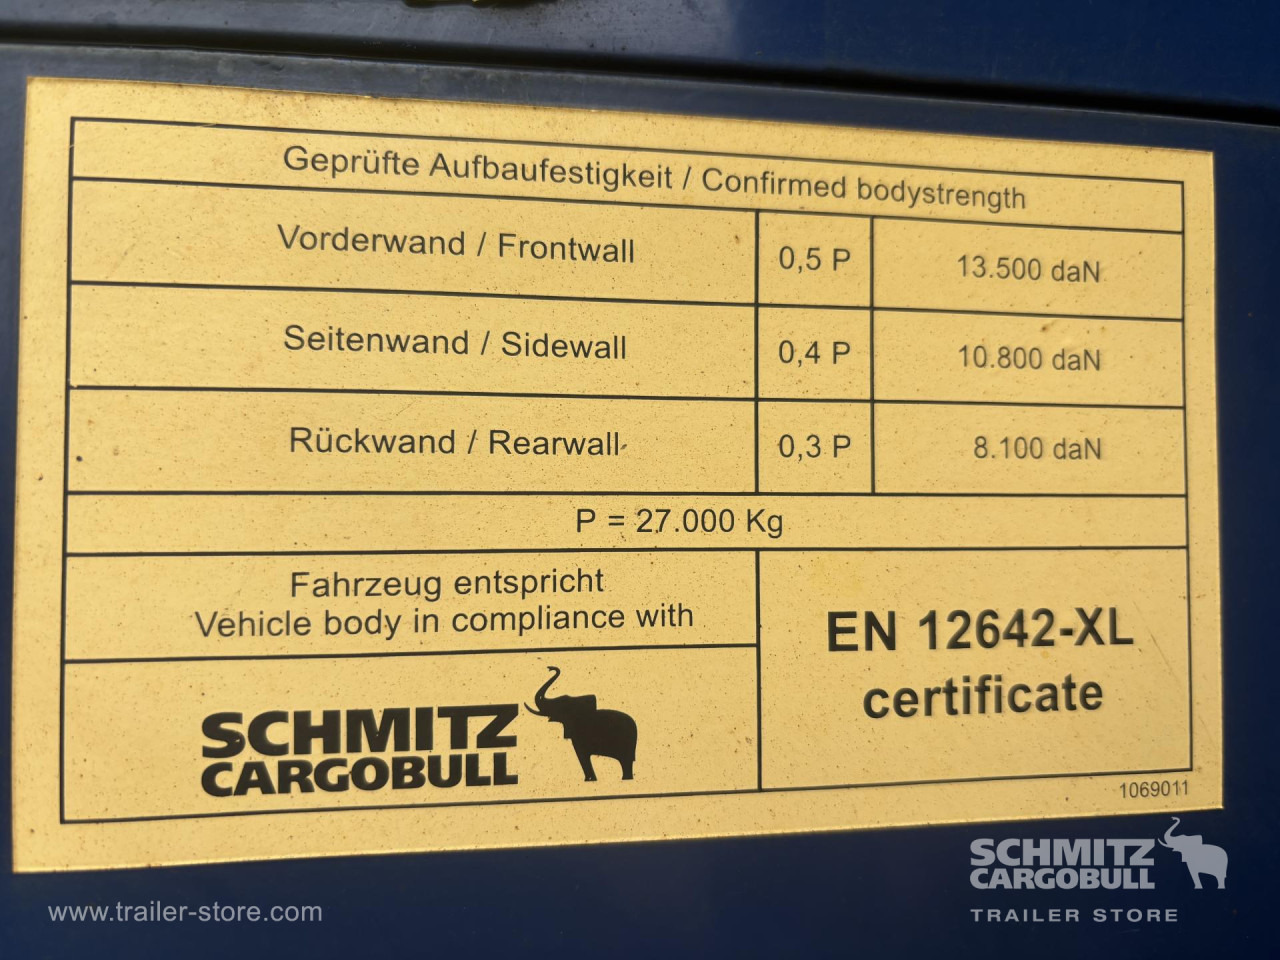 Geprüfte Aufbaufestigkeit / Confirmed bodystrength
Vorderwand / Frontwall 0,5 P 13.500 daN
Seitenwand / Sidewall 0,4 P 10.800 daN
Rückwand / Rearwall 0,3 P 8.100 daN
P = 27.000 Kg
Fahrzeug entspricht
Vehicle body in compliance with
EN 12642-XL
certificate
SCHMITZ
CARGOBULL
1069011
SCHMITZ
CARGOBULL
TRAILER STORE
www.trailer-store.com